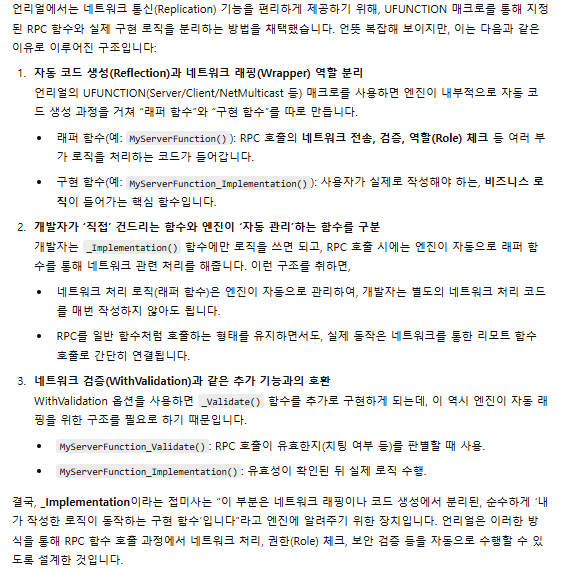 언리얼에서는 네트워크 통신(Replication) 기능을 편리하게 제공하기 위해, UFUNCTION 매크로를 통해 지정
된 RPC 함수와 실제 구현 로직을 분리하는 방법을 채택했습니다. 언뜻 복잡해 보이지만, 이는 다음과 같은
이유로 이루어진 구조입니다:
1. 자동 코드 생성(Reflection)과 네트워크 래핑(Wrapper) 역할 분리
언리얼의 UFUNCTION(Server/Client/NetMulticast 등) 매크로를 사용하면 엔진이 내부적으로 자동 코
드 생성 과정을 거쳐 “래퍼 함수”와 “구현 함수”를 따로 만듭니다.
• 래퍼 함수(예: MyServerFunction()): RPC 호출의 네트워크 전송, 검증, 역할(Role) 체크 등 여러 부
가 로직을 처리하는 코드가 들어갑니다.
• 구현 함수(예: MyServerFunction_Implementation()): 사용자가 실제로 작성해야 하는, 비즈니스 로
직이 들어가는 핵심 함수입니다.
2. 개발자가 ‘직접’ 건드리는 함수와 엔진이 ‘자동 관리’하는 함수를 구분
개발자는 _Implementation() 함수에만 로직을 쓰면 되고, RPC 호출 시에는 엔진이 자동으로 래퍼 함
수를 통해 네트워크 관련 처리를 해줍니다. 이런 구조를 취하면,
• 네트워크 처리 로직(래퍼 함수)은 엔진이 자동으로 관리하여, 개발자는 별도의 네트워크 처리 코드
를 매번 작성하지 않아도 됩니다.
• RPC를 일반 함수처럼 호출하는 형태를 유지하면서도, 실제 동작은 네트워크를 통한 리모트 함수
호출로 간단히 연결됩니다.
3. 네트워크 검증(WithValidation)과 같은 추가 기능과의 호환
WithValidation 옵션을 사용하면 _Validate() 함수를 추가로 구현하게 되는데, 이 역시 엔진이 자동 래
핑을 위한 구조를 필요로 하기 때문입니다.
• MyServerFunction_Validate(): RPC 호출이 유효한지(치팅 여부 등)를 판별할 때 사용.
• MyServerFunction_Implementation(): 유효성이 확인된 뒤 실제 로직 수행.
결국, _Implementation이라는 접미사는 “이 부분은 네트워크 래핑이나 코드 생성에서 분리된, 순수하게 ‘내
가 작성한 로직이 동작하는 구현 함수’입니다”라고 엔진에 알려주기 위한 장치입니다. 언리얼은 이러한 방
식을 통해 RPC 함수 호출 과정에서 네트워크 처리, 권한(Role) 체크, 보안 검증 등을 자동으로 수행할 수 있
도록 설계한 것입니다.